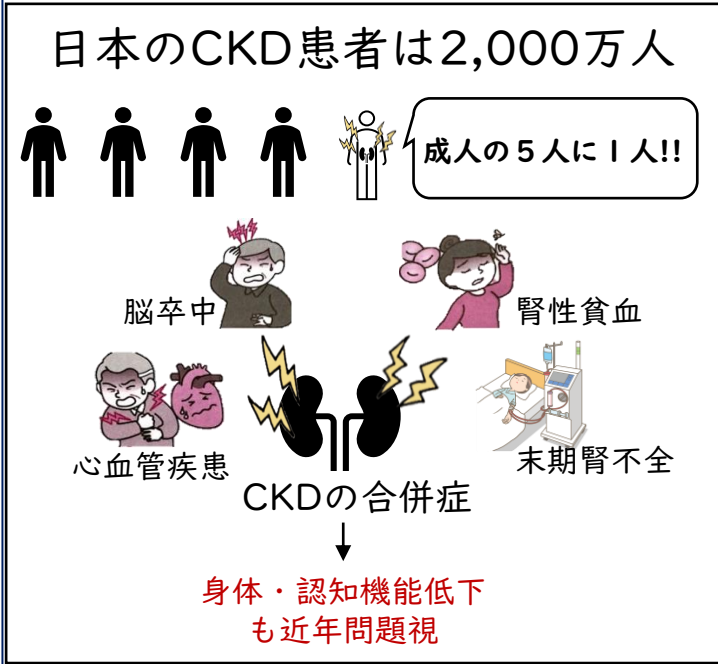 日本のCKD患者は2,000万人
成人の5人に1人!!
脳卒中
腎性貧血
心血管疾患
末期腎不全
CKDの合併症
身体・認知機能低下
も近年問題視